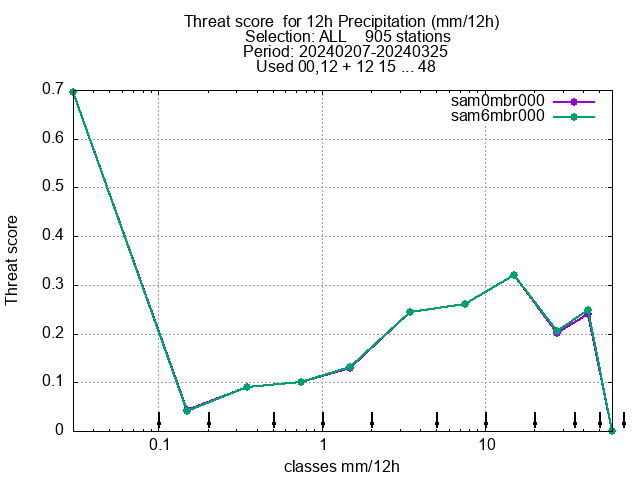 Threat score  for 12h Precipitation (mm/12h)
Selection: ALL    905 stations
Period: 20240207-20240325
Used 00,12 + 12 15 ... 48
sam0mbr000
sam6mbr000
0.7
0.6
0.5
0.4
0.3
0.2
0.1
0
Threat score
0.1 1 10
classes mm/12h